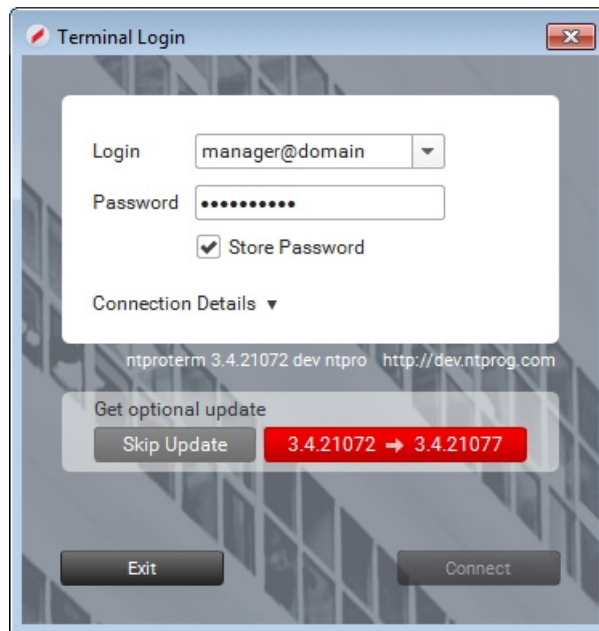 Terminal Login
Login manager@domain
Password ••••••••••
Store Password
Connection Details ▼
ntproterm 3.4.21072 dev ntpro http://dev.ntprog.com
Get optional update
Skip Update 3.4.21072 → 3.4.21077
Exit Connect